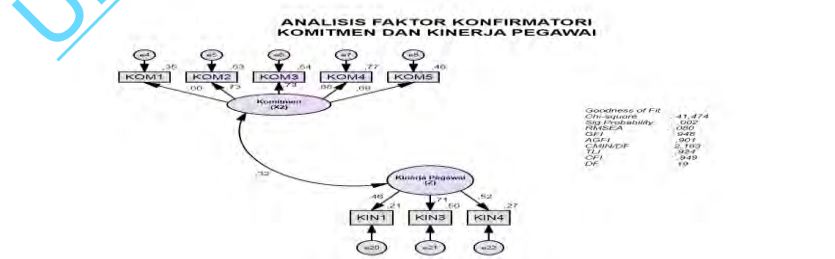 ANALISIS FAKTOR KONFIRMATORI
KOMITMEN DAN KINERJA PEGAWAI
e4 e5 e6 e7 e8
.35 .53 .54 .77 .46
KOM1 KOM2 KOM3 KOM4 KOM5
.73 .73 .88
Komitmen
(X2)
.32
Kinerja Pegawai
(Z)
.46 .71 .52
.21 .50 .27
KIN1 KIN3 KIN4
e20 e21 e22
Goodness of Fit
Chi-square 41,474
Sig Probability .002
RMSEA .080
GFI .948
AGFI .901
CMIN/DF 2,183
TLI .924
CFI .949
DF 19